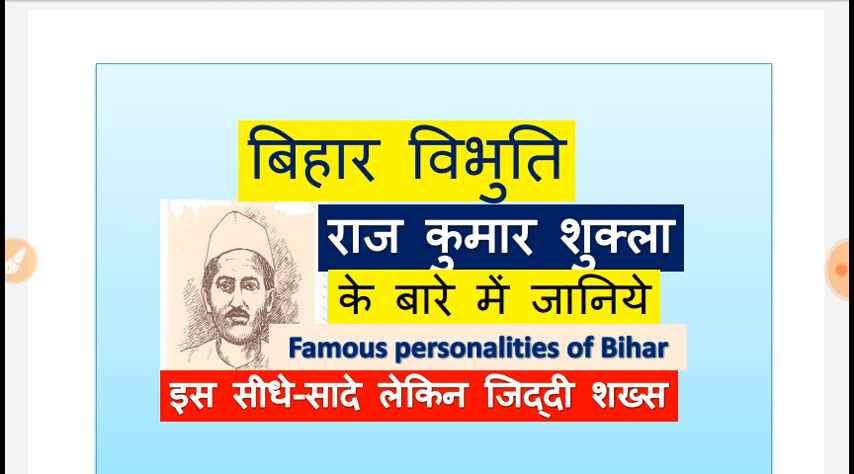 बिहार विभुति
राज कुमार शुक्ला
के बारे में जानिये
Famous personalities of Bihar
इस सीधे-सादे लेकिन जिद्‌दी शख्स